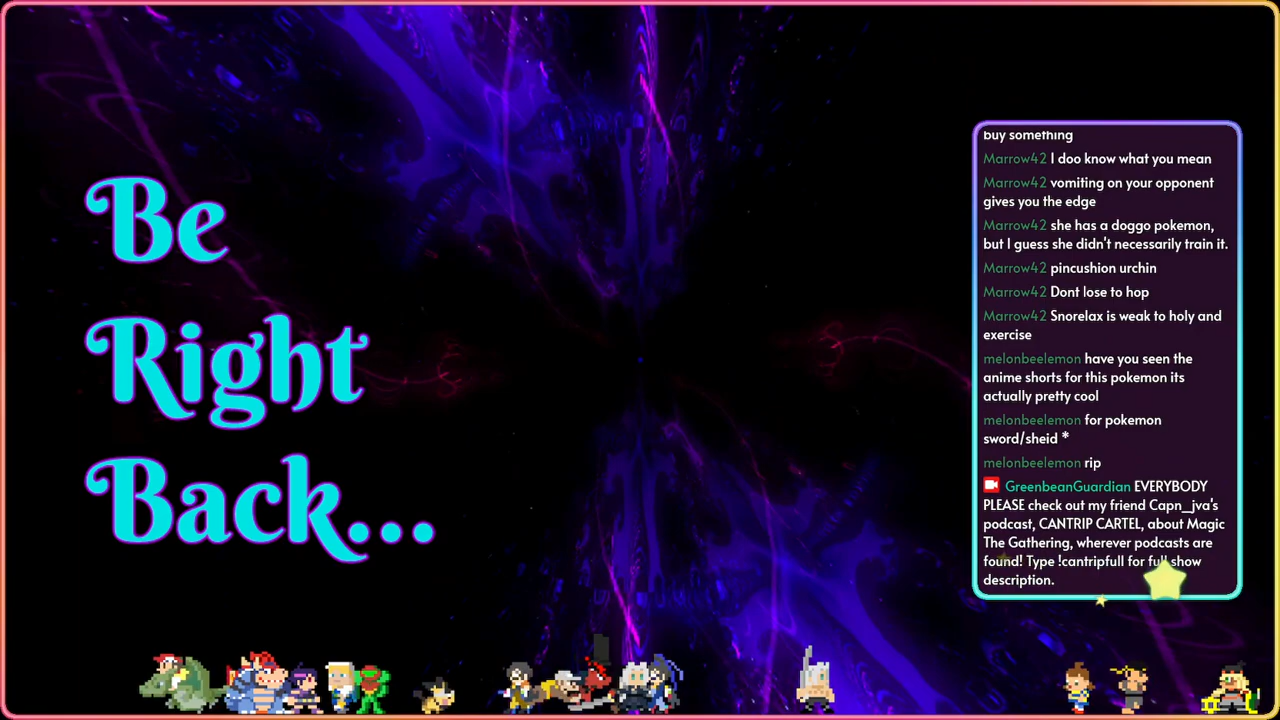 Be
Right
Back...
buy something
Marrow42 I doo know what you mean
Marrow42 vomiting on your opponent
gives you the edge
Marrow42 she has a doggo pokemon,
but I guess she didn't necessarily train it.
Marrow42 pincushion urchin
Marrow42 Dont lose to hop
Marrow42 Snorelax is weak to holy and
exercise
melonbeelemon have you seen the
anime shorts for this pokemon its
actually pretty cool
melonbeelemon for pokemon
sword/sheid *
melonbeelemon rip
GreenbeanGuardian EVERYBODY
PLEASE check out my friend Capn_jva's
podcast, CANTRIP CARTEL, about Magic
The Gathering, wherever podcasts are
found! Type !cantripfull for full show
description.